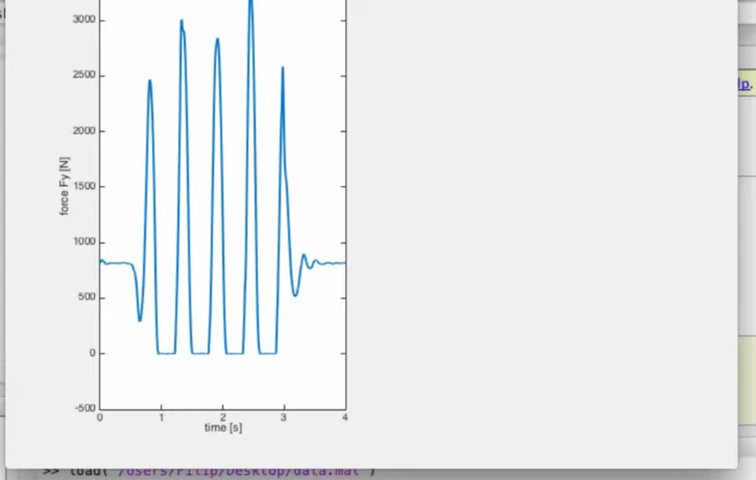 3000
lp.
2500
2000
force Fy [N]
1500
1000
500
0
-500
0 1 2 3 4
time [s]
>> load('/Users/Filip/Desktop/data.mat')